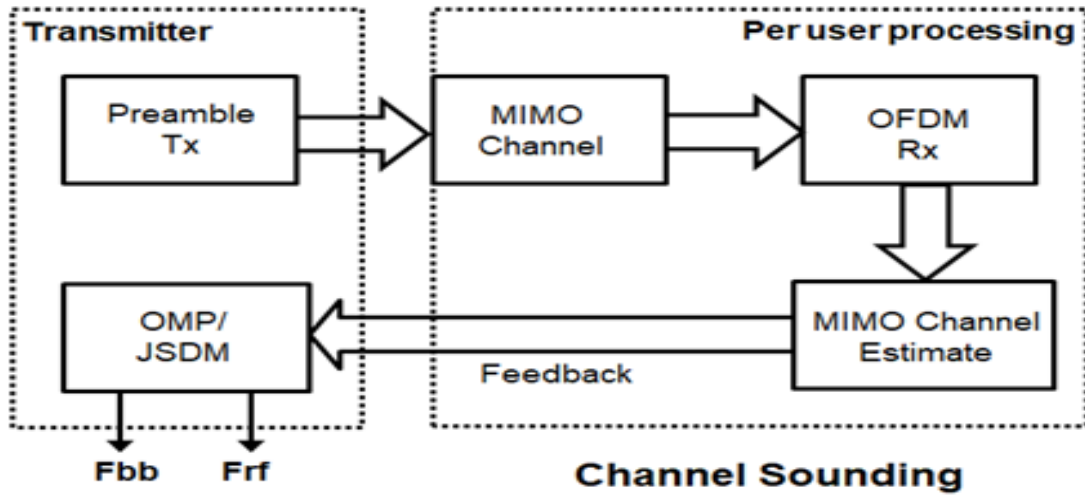 Transmitter
Per user processing
Preamble
Tx
MIMO
Channel
OFDM
Rx
OMP/
JSDM
Feedback
MIMO Channel
Estimate
Fbb
Frf
Channel Sounding